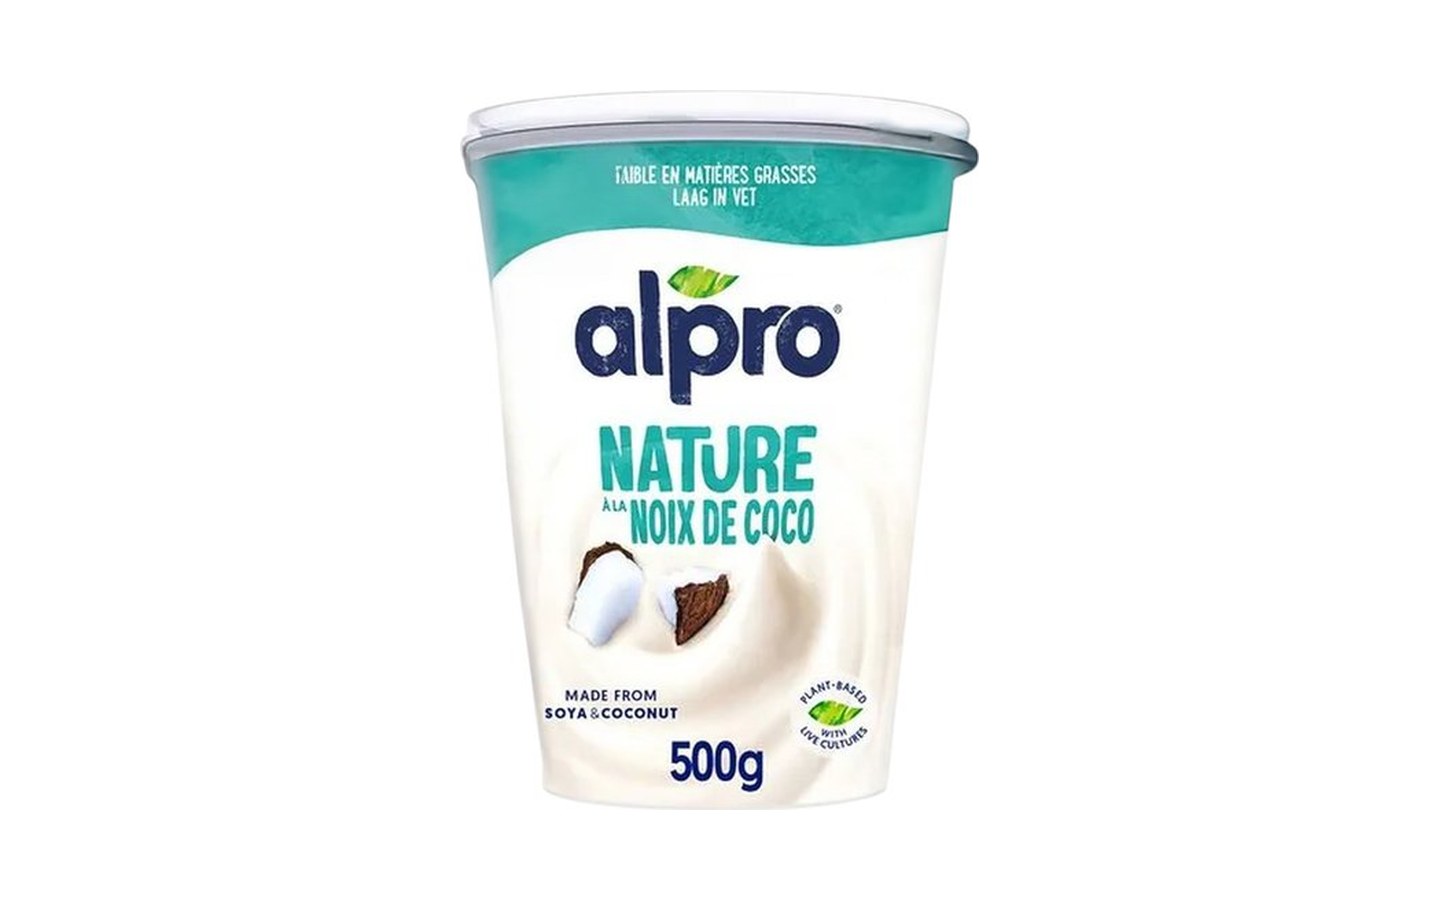 FAIBLE EN MATIÈRES GRASSES
LAAG IN VET
alpro®
NATURE
À LA NOIX DE COCO
MADE FROM
SOYA & COCONUT
PLANT-BASED
WITH
LIVE CULTURES
500g